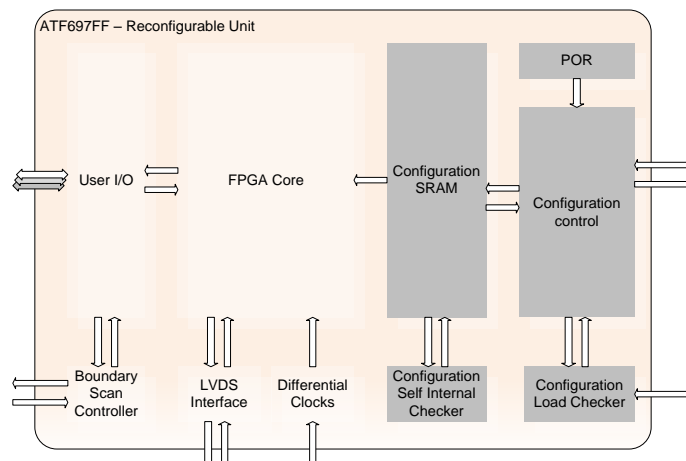 ATF697FF – Reconfigurable Unit
POR
User I/O
FPGA Core
Configuration
SRAM
Configuration
control
Boundary
Scan
Controller
LVDS
Interface
Differential
Clocks
Configuration
Self Internal
Checker
Configuration
Load Checker